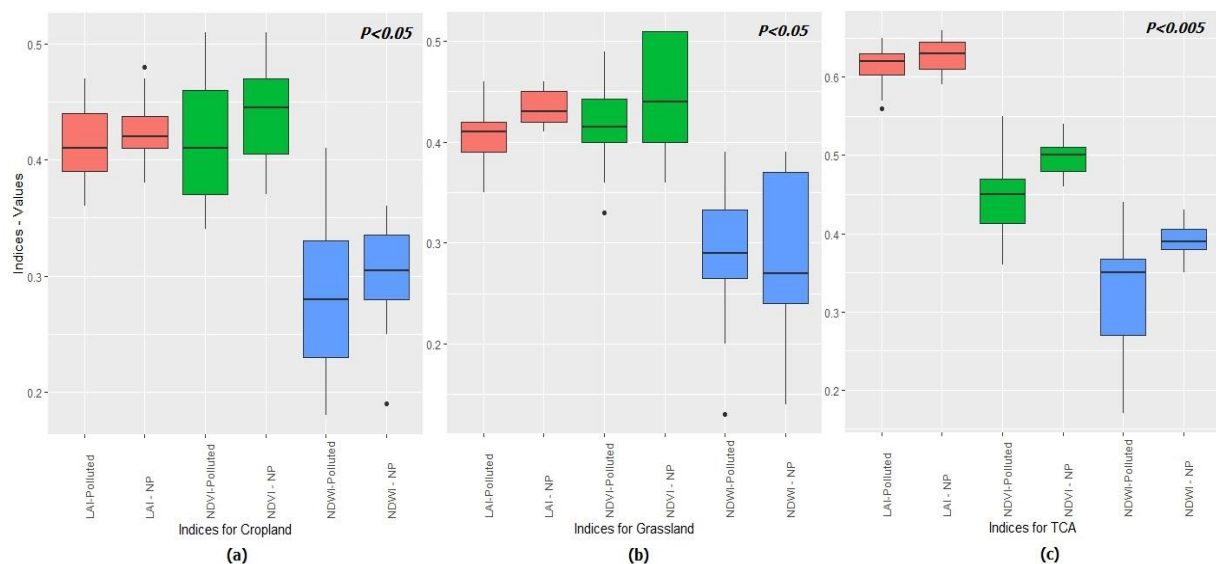 P<0.05
0.5
0.4
0.3
0.2
Indices - Values
LAI-Polluted
LAI - NP
NDVI-Polluted
NDVI - NP
NDWI-Polluted
NDWI - NP
Indices for Cropland
(a)
P<0.05
0.5
0.4
0.3
0.2
LAI-Polluted
LAI - NP
NDVI-Polluted
NDVI - NP
NDWI-Polluted
NDWI - NP
Indices for Grassland
(b)
P<0.005
0.6
0.5
0.4
0.3
0.2
LAI-Polluted
LAI - NP
NDVI-Polluted
NDVI - NP
NDWI-Polluted
NDWI - NP
Indices for TCA
(c)